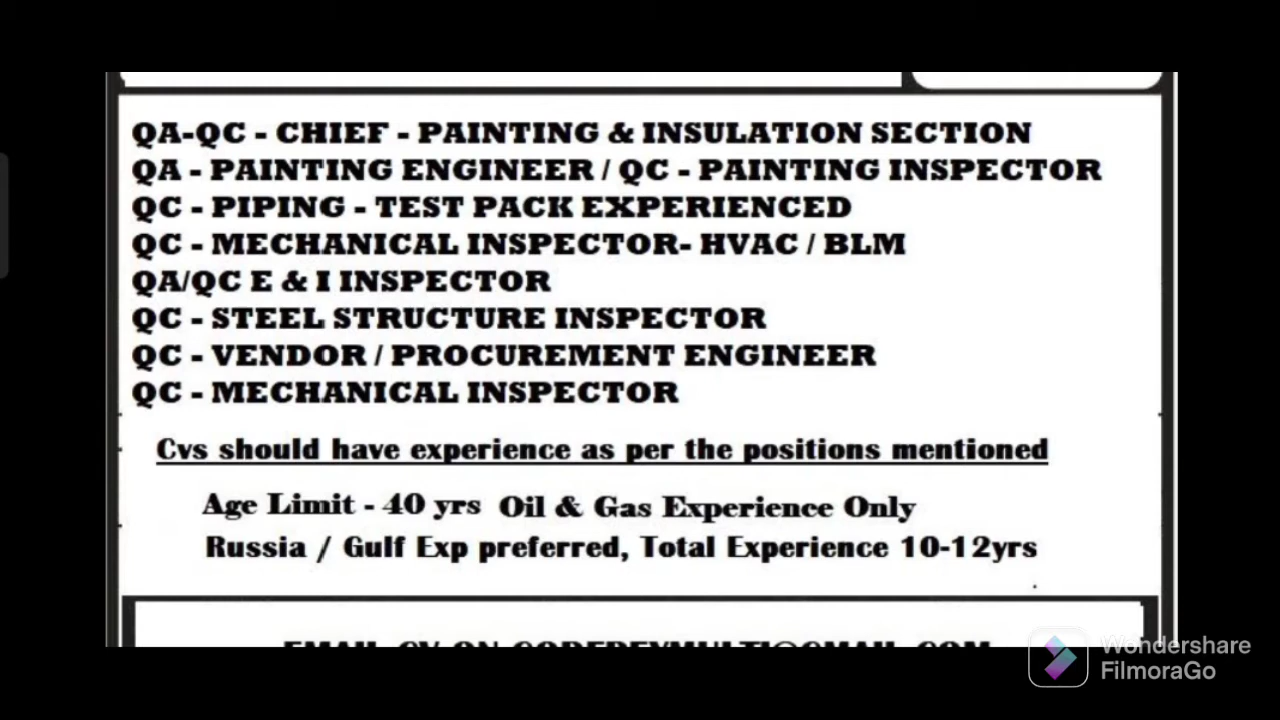 QA-QC - CHIEF - PAINTING & INSULATION SECTION
QA - PAINTING ENGINEER / QC - PAINTING INSPECTOR
QC - PIPING - TEST PACK EXPERIENCED
QC - MECHANICAL INSPECTOR- HVAC / BLM
QA/QC E & I INSPECTOR
QC - STEEL STRUCTURE INSPECTOR
QC - VENDOR / PROCUREMENT ENGINEER
QC - MECHANICAL INSPECTOR
Cvs should have experience as per the positions mentioned
Age Limit - 40 yrs Oil & Gas Experience Only
Russia / Gulf Exp preferred, Total Experience 10-12yrs
EMAIL CV ON
Wondershare
FilmoraGo